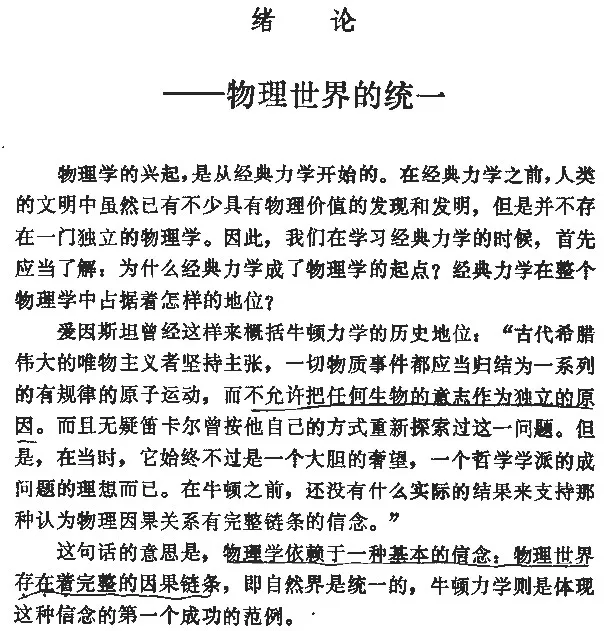 绪 论
——物理世界的统一
物理学的兴起，是从经典力学开始的。在经典力学之前，人类
的文明中虽然已有不少具有物理价值的发现和发明，但是并不存
在一门独立的物理学。因此，我们在学习经典力学的时候，首先
应当了解：为什么经典力学成了物理学的起点？经典力学在整个
物理学中占据着怎样的地位？
爱因斯坦曾经这样来概括牛顿力学的历史地位：“古代希腊
伟大的唯物主义者坚持主张，一切物质事件都应当归结为一系列
的有规律的原子运动，而不允许把任何生物的意志作为独立的原
因。而且无疑笛卡尔曾按他自己的方式重新探索过这一问题。但
是，在当时，它始终不过是一个大胆的奢望，一个哲学学派的成
问题的理想而已。在牛顿之前，还没有什么实际的结果来支持那
种认为物理因果关系有完整链条的信念。”
这句话的意思是，物理学依赖于一种基本的信念：物理世界
存在着完整的因果链条，即自然界是统一的，牛顿力学则是体现
这种信念的第一个成功的范例。